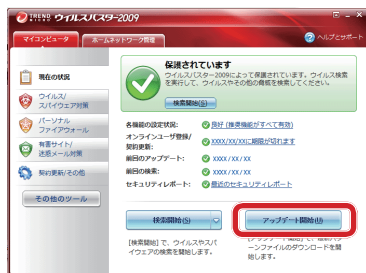 TREND MICRO ウイルスバスター2009
マイコンピュータ ホームネットワーク管理 ヘルプとサポート
現在の状況
ウイルス/
スパイウェア対策
パーソナル
ファイアウォール
有害サイト/
迷惑メール対策
契約更新/その他
その他のツール
保護されています
ウイルスバスター2009によって保護されています。ウイルス検索
を実行して、ウイルスやその他の脅威を検索してください。
検索開始(S)
各機能の設定状況: 良好 (推奨機能がすべて有効)
オンラインユーザ登録/
契約更新: XXXX/XX/XXに期限が切れます
前回のアップデート: XXXX/XX/XX
前回の検索: XXXX/XX/XX
セキュリティレポート: 最近のセキュリティレポート
検索開始(S)
[検索開始] で、ウイルスやスパ
イウェアの検索を開始します。
アップデート開始(U)
[アップデート開始] で、最新パター
ンファイルのダウンロードを開
始します。